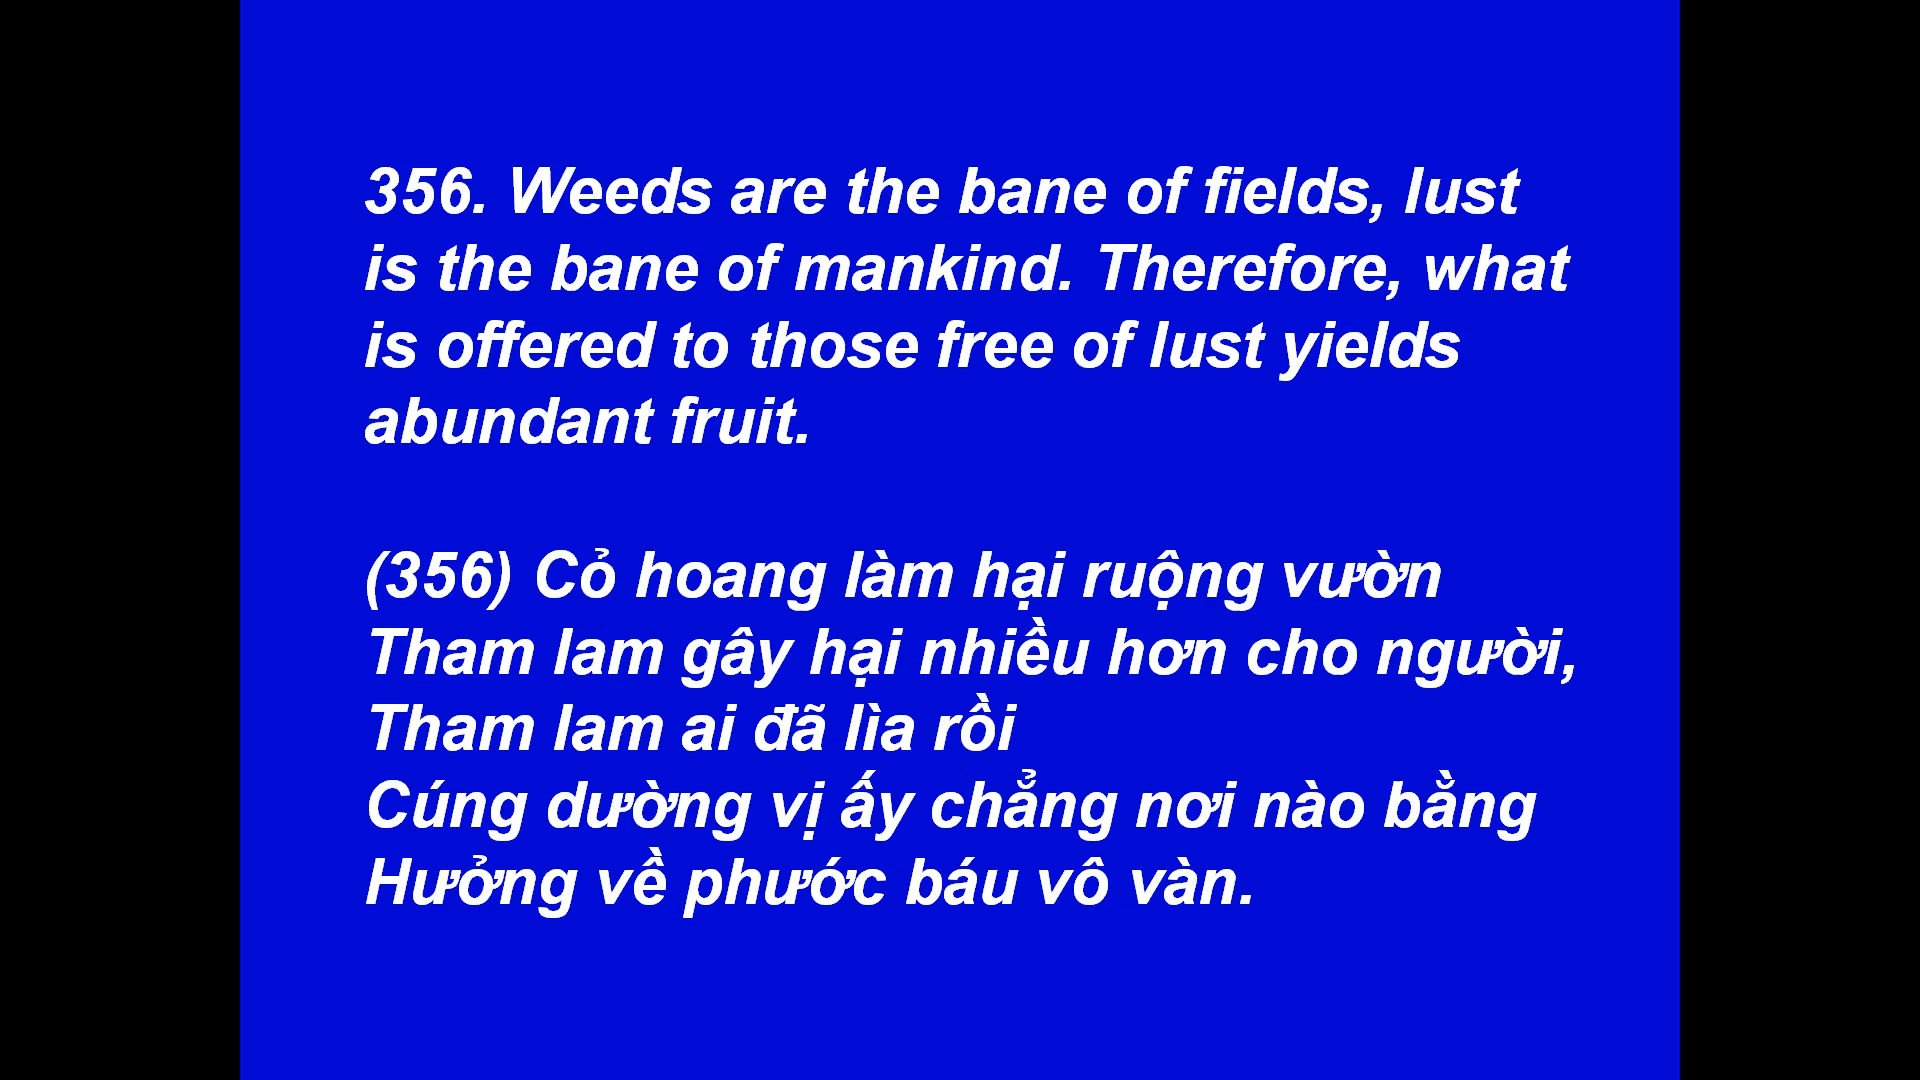 356. Weeds are the bane of fields, lust
is the bane of mankind. Therefore, what
is offered to those free of lust yields
abundant fruit.
(356) Cỏ hoang làm hại ruộng vườn
Tham lam gây hại nhiều hơn cho người,
Tham lam ai đã lìa rồi
Cúng dường vị ấy chẳng nơi nào bằng
Hưởng về phước báu vô vàn.